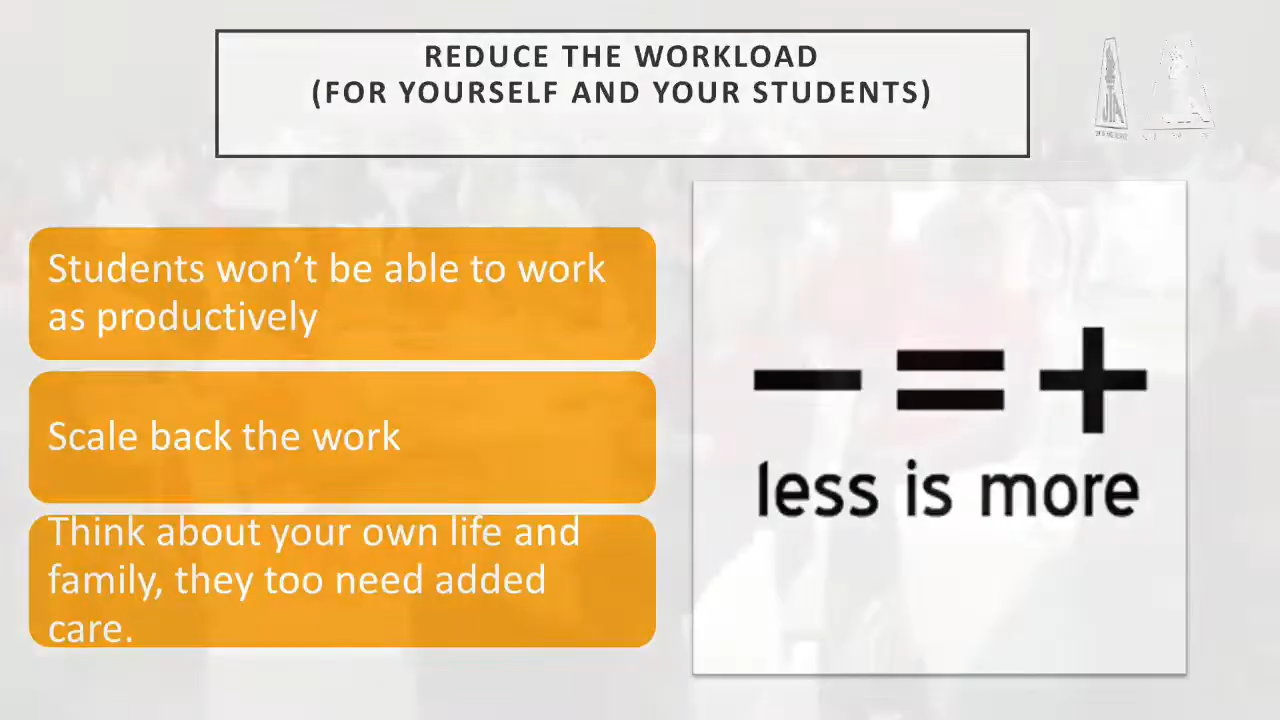 REDUCE THE WORKLOAD
(FOR YOURSELF AND YOUR STUDENTS)
JTA
Students won’t be able to work
as productively
Scale back the work
Think about your own life and
family, they too need added
care.
less is more